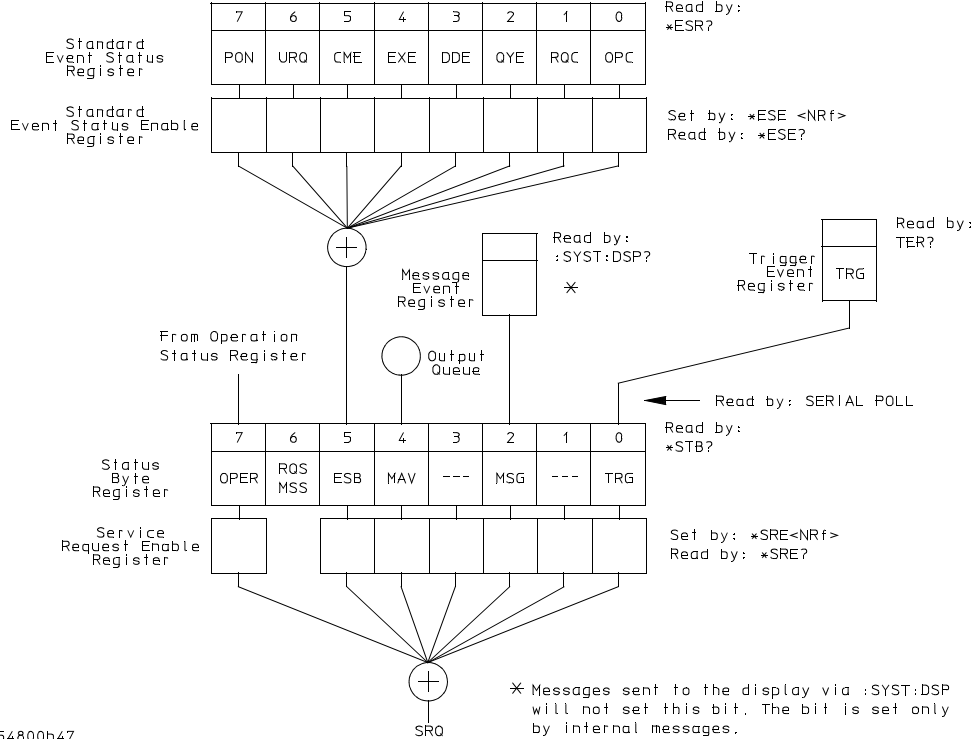 7 6 5 4 3 2 1 0
Read by:
*ESR?
Standard
Event Status
Register
PON URQ CME EXE DDE QYE RQC OPC
Standard
Event Status Enable
Register
Set by: *ESE <NRf>
Read by: *ESE?
Read by:
:SYST:DSP?
*
Message
Event
Register
Read by:
TER?
Trigger
Event
Register
TRG
From Operation
Status Register
Output
Queue
Read by: SERIAL POLL
Read by:
*STB?
7 6 5 4 3 2 1 0
Status
Byte
Register
OPER RQS MSS ESB MAV --- MSG --- TRG
Service
Request Enable
Register
Set by: *SRE<NRf>
Read by: *SRE?
SRQ
* Messages sent to the display via :SYST:DSP
will not set this bit. The bit is set only
by internal messages.
54800b47